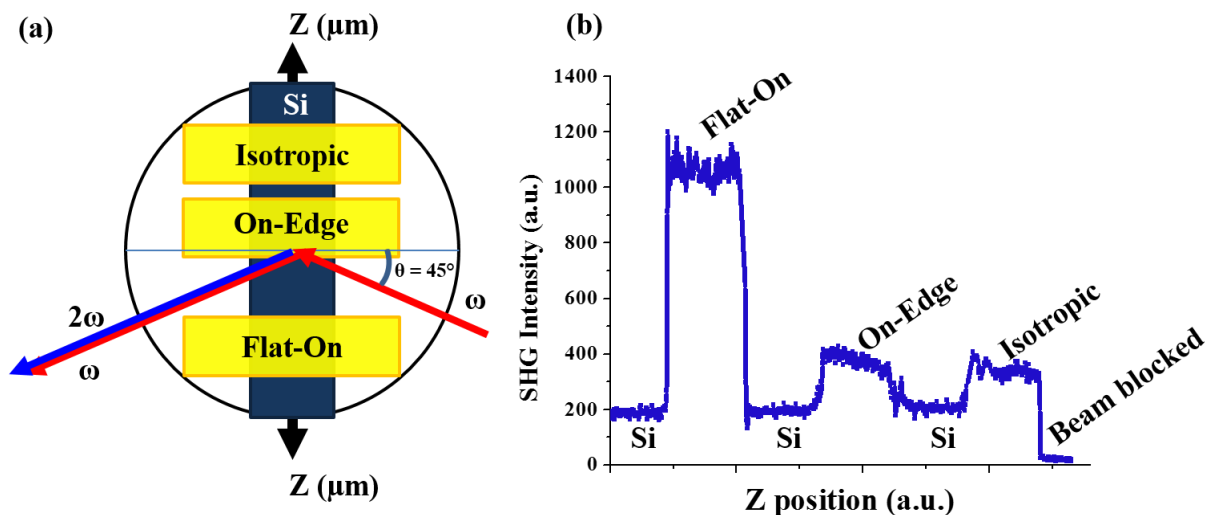 (a)
Z (μm)
Si
Isotropic
On-Edge
θ = 45°
ω
2ω
ω
Flat-On
Z (μm)
(b)
SHG Intensity (a.u.)
1400
1200
1000
800
600
400
200
0
Flat-On
On-Edge
Isotropic
Beam blocked
Si
Si
Si
Z position (a.u.)